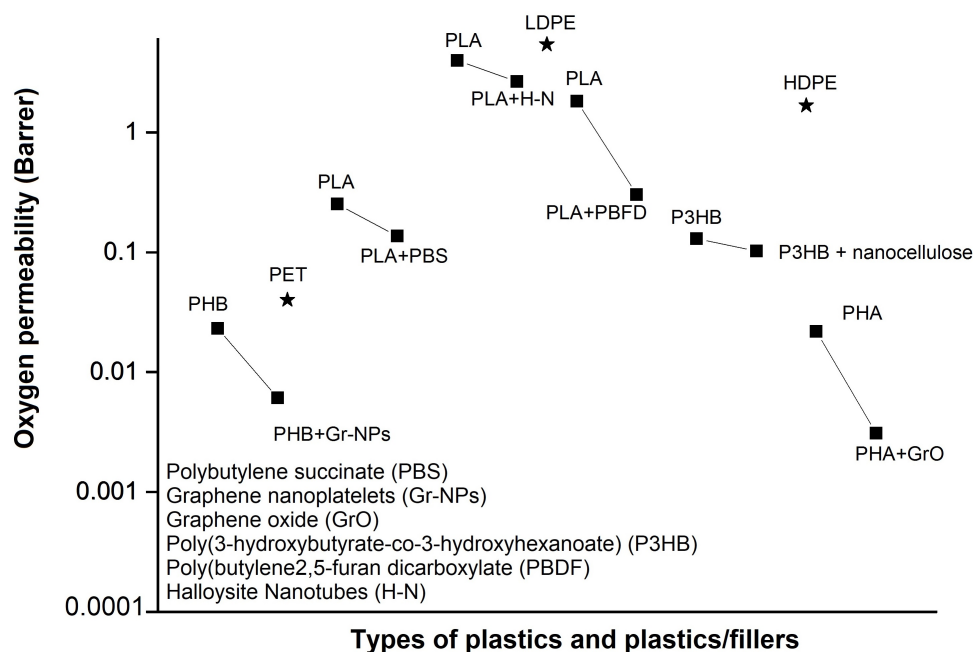 LDPE
PLA
PLA
HDPE
PLA+H-N
1
PLA
PLA+PBFD
P3HB
0.1
PLA+PBS
P3HB + nanocellulose
PET
PHB
PHA
0.01
PHB+Gr-NPs
PHA+GrO
Polybutylene succinate (PBS)
0.001
Graphene nanoplatelets (Gr-NPs)
Graphene oxide (GrO)
Poly(3-hydroxybutyrate-co-3-hydroxyhexanoate) (P3HB)
Poly(butylene2,5-furan dicarboxylate (PBDF)
Halloysite Nanotubes (H-N)
0.0001
Oxygen permeability (Barrer)
Types of plastics and plastics/fillers